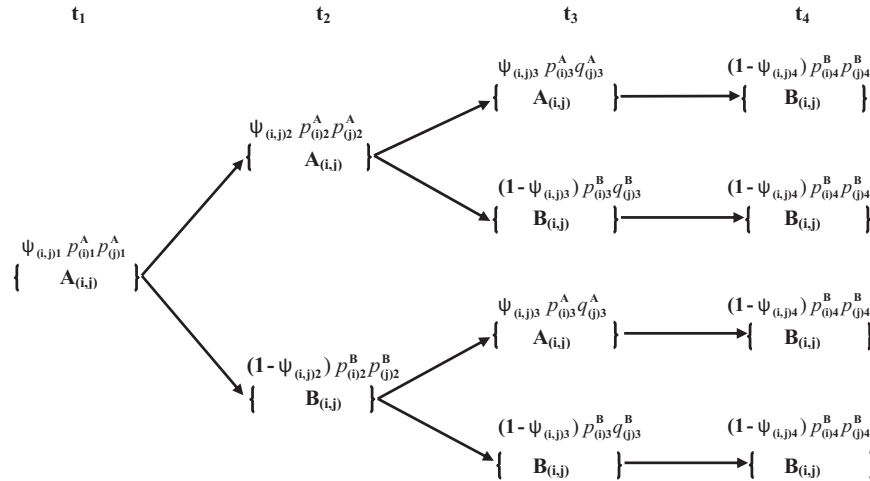 t₁ t₂ t₃ t₄
ψ₍ᵢ,ⱼ₎₃ p₍ᵢ₎₃ᴬ q₍ⱼ₎₃ᴬ (1-ψ₍ᵢ,ⱼ₎₄) p₍ᵢ₎₄ᴮ p₍ⱼ₎₄ᴮ
{ A₍ᵢ,ⱼ₎ } { B₍ᵢ,ⱼ₎ }
ψ₍ᵢ,ⱼ₎₂ p₍ᵢ₎₂ᴬ p₍ⱼ₎₂ᴬ
{ A₍ᵢ,ⱼ₎ }
(1-ψ₍ᵢ,ⱼ₎₃) p₍ᵢ₎₃ᴮ q₍ⱼ₎₃ᴮ (1-ψ₍ᵢ,ⱼ₎₄) p₍ᵢ₎₄ᴮ p₍ⱼ₎₄ᴮ
{ B₍ᵢ,ⱼ₎ } { B₍ᵢ,ⱼ₎ }
ψ₍ᵢ,ⱼ₎₁ p₍ᵢ₎₁ᴬ p₍ⱼ₎₁ᴬ
{ A₍ᵢ,ⱼ₎ }
ψ₍ᵢ,ⱼ₎₃ p₍ᵢ₎₃ᴬ q₍ⱼ₎₃ᴬ (1-ψ₍ᵢ,ⱼ₎₄) p₍ᵢ₎₄ᴮ p₍ⱼ₎₄ᴮ
{ A₍ᵢ,ⱼ₎ } { B₍ᵢ,ⱼ₎ }
(1-ψ₍ᵢ,ⱼ₎₂) p₍ᵢ₎₂ᴮ p₍ⱼ₎₂ᴮ
{ B₍ᵢ,ⱼ₎ }
(1-ψ₍ᵢ,ⱼ₎₃) p₍ᵢ₎₃ᴮ q₍ⱼ₎₃ᴮ (1-ψ₍ᵢ,ⱼ₎₄) p₍ᵢ₎₄ᴮ p₍ⱼ₎₄ᴮ
{ B₍ᵢ,ⱼ₎ } { B₍ᵢ,ⱼ₎ }